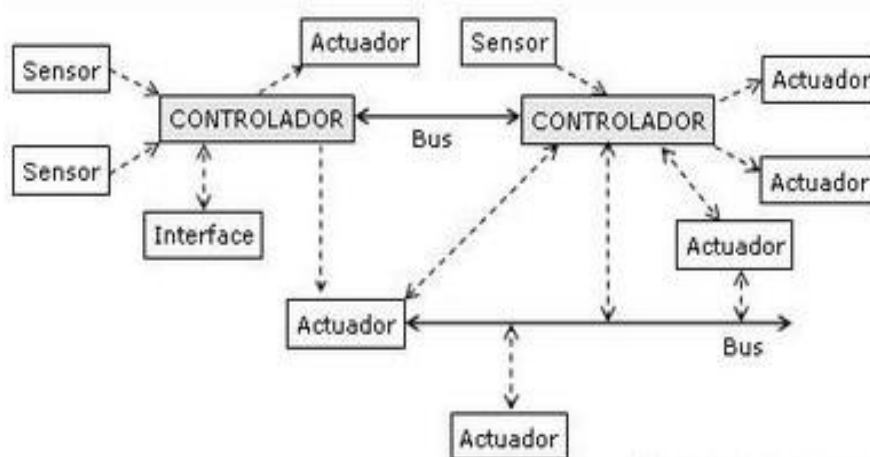 Actuador
Sensor
Sensor
Actuador
CONTROLADOR
CONTROLADOR
Bus
Sensor
Actuador
Interface
Actuador
Actuador
Bus
Actuador